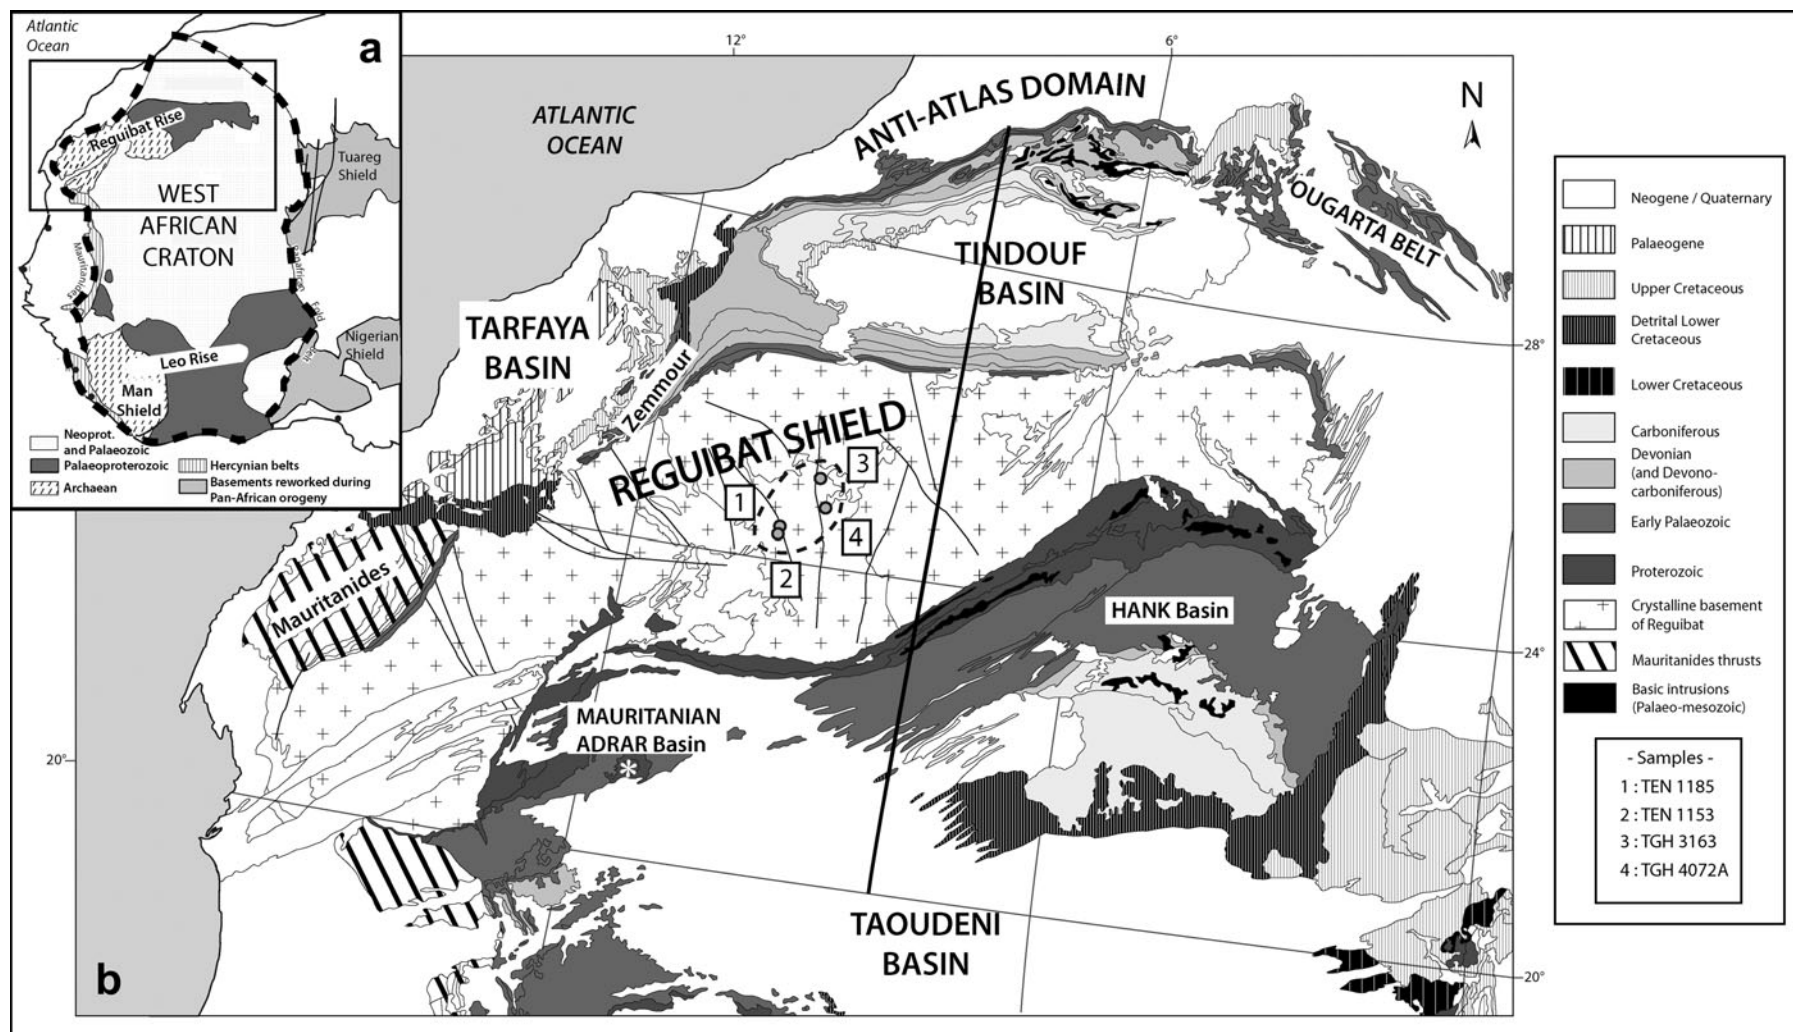 Atlantic
Ocean
a
Reguibat Rise
Tuareg
Shield
WEST
AFRICAN
CRATON
Mauritanides
Panafrican
Fold
belt
Nigerian
Shield
Leo Rise
Man
Shield
Neoprot.
and Palaeozoic
Palaeoproterozoic
Archaean
Hercynian belts
Basements reworked during
Pan-African orogeny
12°
6°
ATLANTIC
OCEAN
ANTI-ATLAS DOMAIN
N
OUGARTA BELT
TINDOUF
BASIN
TARFAYA
BASIN
Zemmour
28°
REGUIBAT SHIELD
3
1
4
2
Mauritanides
HANK Basin
24°
MAURITANIAN
ADRAR Basin
*
20°
TAOUDENI
BASIN
20°
b
Neogene / Quaternary
Palaeogene
Upper Cretaceous
Detrital Lower
Cretaceous
Lower Cretaceous
Carboniferous
Devonian
(and Devono-
carboniferous)
Early Palaeozoic
Proterozoic
Crystalline basement
of Reguibat
Mauritanides thrusts
Basic intrusions
(Palaeo-mesozoic)
- Samples -
1 : TEN 1185
2 : TEN 1153
3 : TGH 3163
4 : TGH 4072A